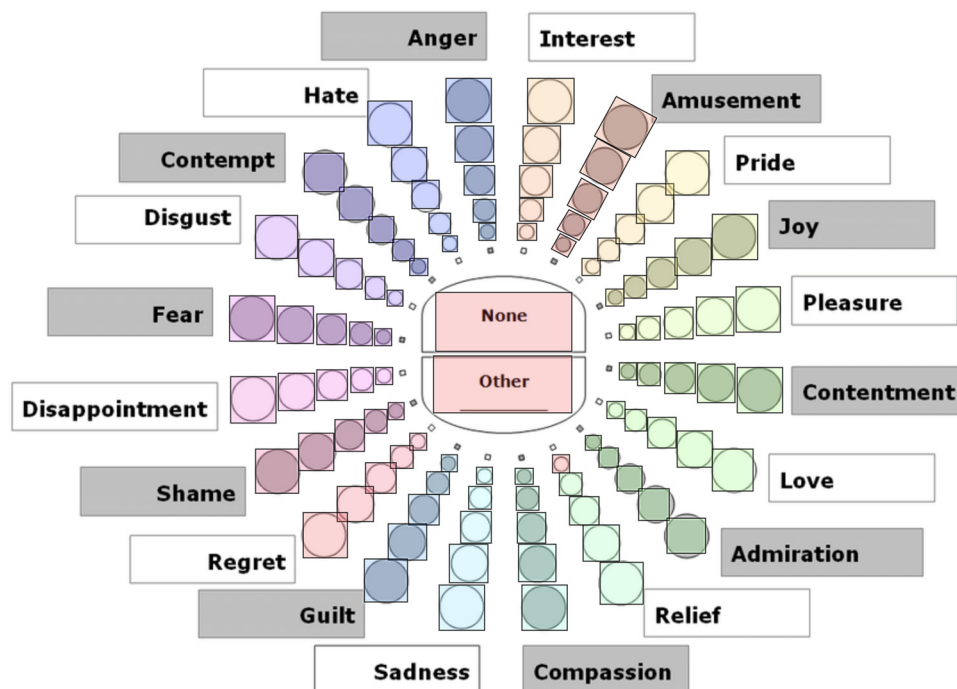 Anger
Interest
Hate
Amusement
Contempt
Pride
Disgust
Joy
Fear
None
Pleasure
Other
Disappointment
Contentment
Shame
Love
Regret
Admiration
Guilt
Relief
Sadness
Compassion